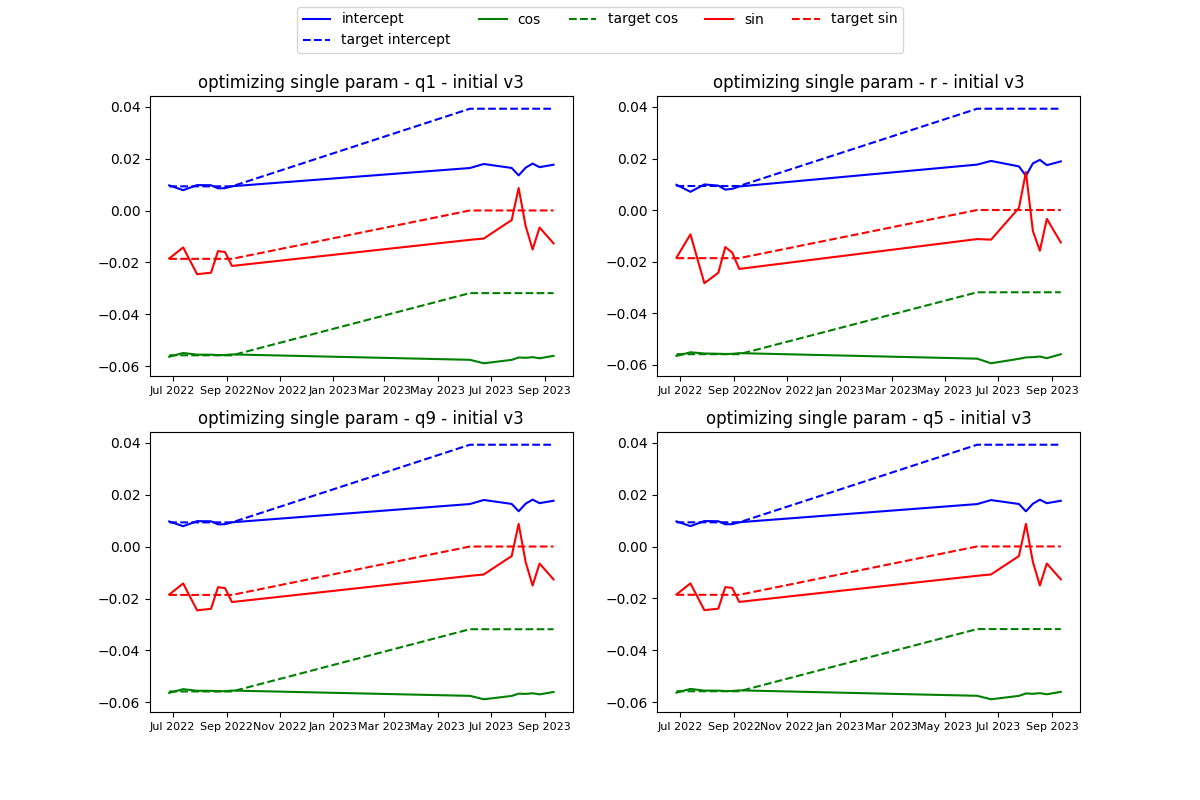 intercept cos target cos sin target sin
target intercept
optimizing single param - q1 - initial v3
optimizing single param - r - initial v3
0.04
0.02
0.00
−0.02
−0.04
−0.06
Jul 2022 Sep 2022 Nov 2022 Jan 2023 Mar 2023 May 2023 Jul 2023 Sep 2023
0.04
0.02
0.00
−0.02
−0.04
−0.06
Jul 2022 Sep 2022 Nov 2022 Jan 2023 Mar 2023 May 2023 Jul 2023 Sep 2023
optimizing single param - q9 - initial v3
optimizing single param - q5 - initial v3
0.04
0.02
0.00
−0.02
−0.04
−0.06
Jul 2022 Sep 2022 Nov 2022 Jan 2023 Mar 2023 May 2023 Jul 2023 Sep 2023
0.04
0.02
0.00
−0.02
−0.04
−0.06
Jul 2022 Sep 2022 Nov 2022 Jan 2023 Mar 2023 May 2023 Jul 2023 Sep 2023